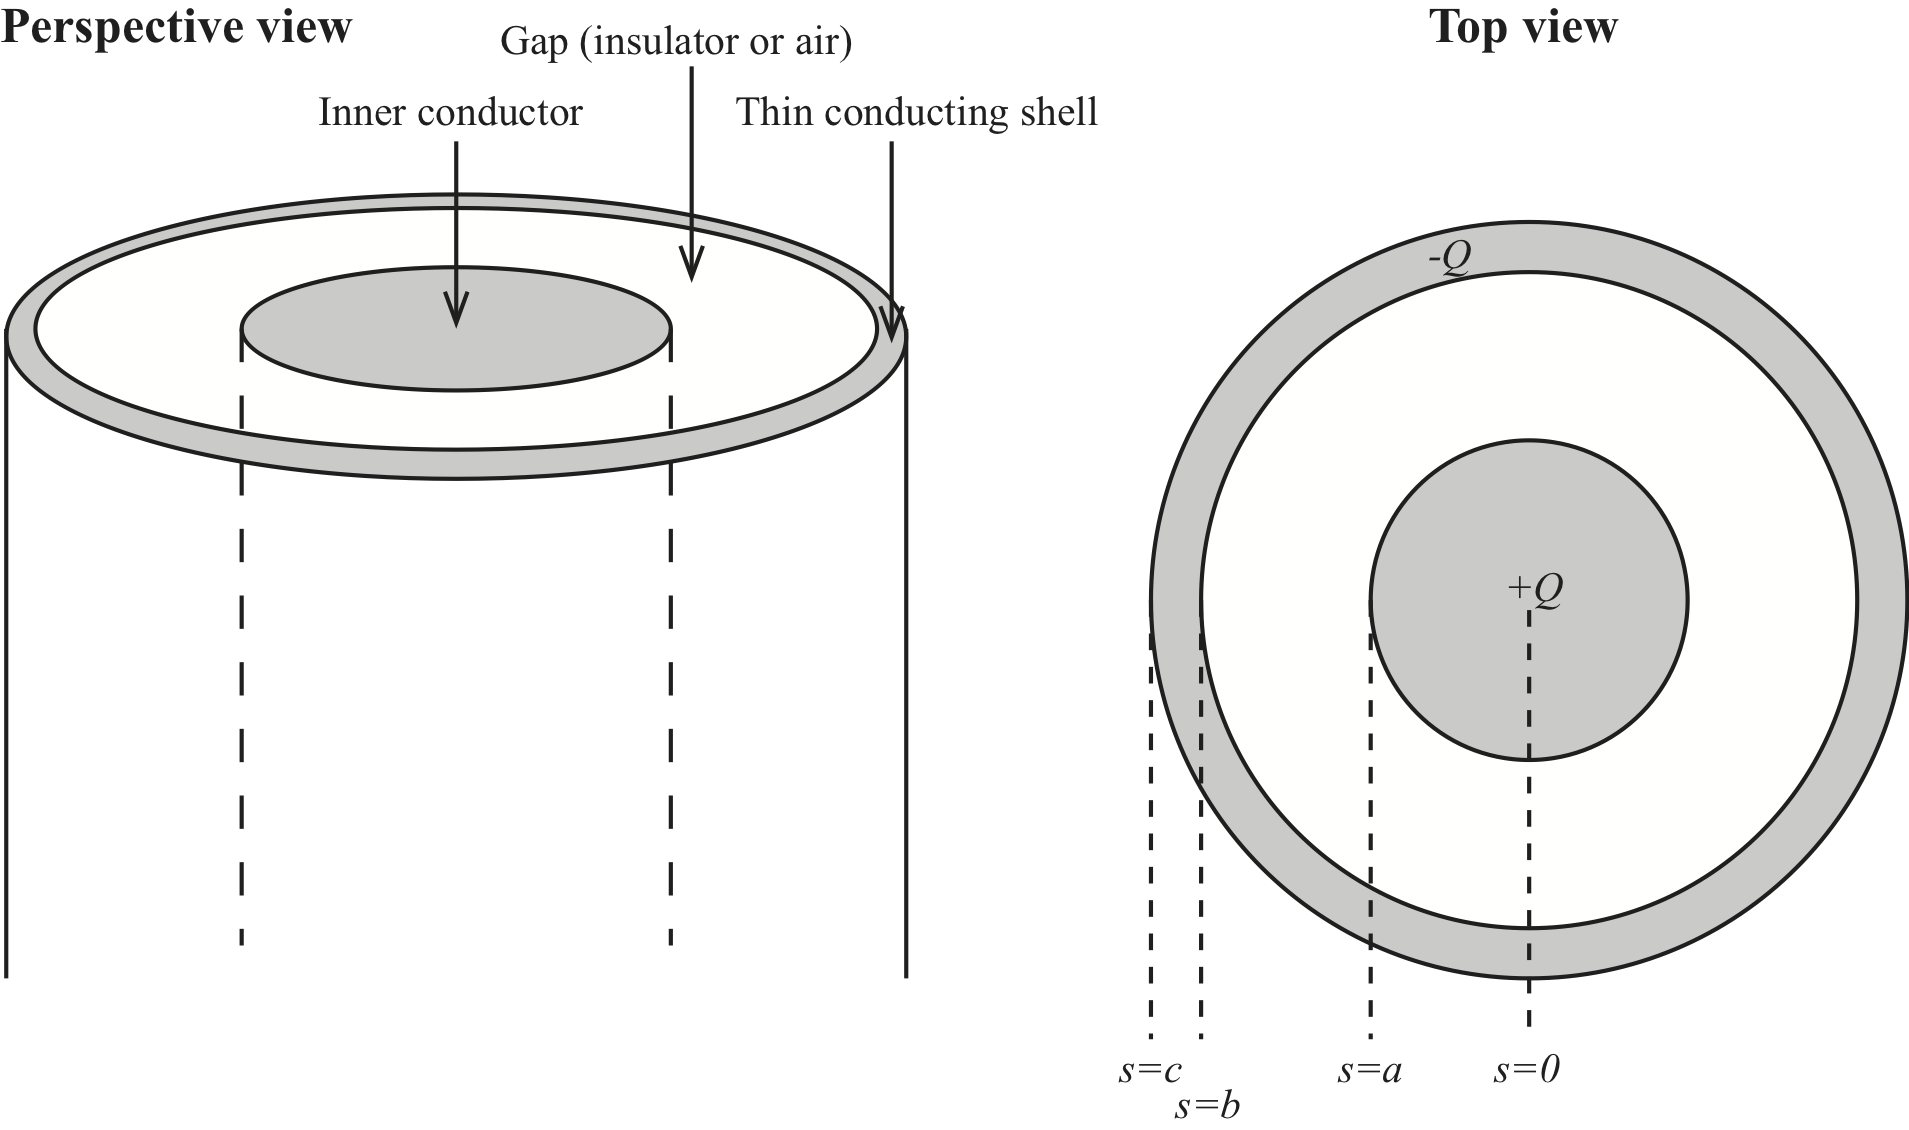 Perspective view
Gap (insulator or air)
Inner conductor
Thin conducting shell
Top view
-Q
+Q
s=c
s=b
s=a
s=0